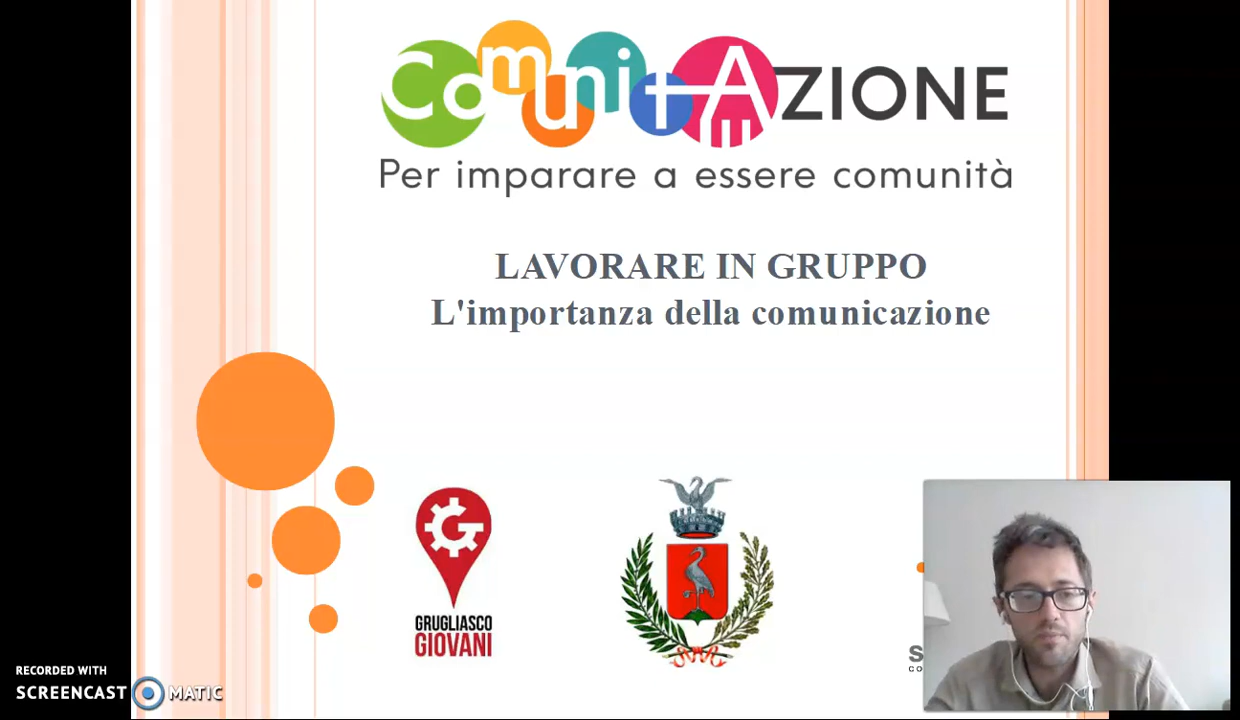 ComunitAZIONE
Per imparare a essere comunità
LAVORARE IN GRUPPO
L'importanza della comunicazione
GRUGLIASCO
GIOVANI
RECORDED WITH
SCREENCAST MATIC